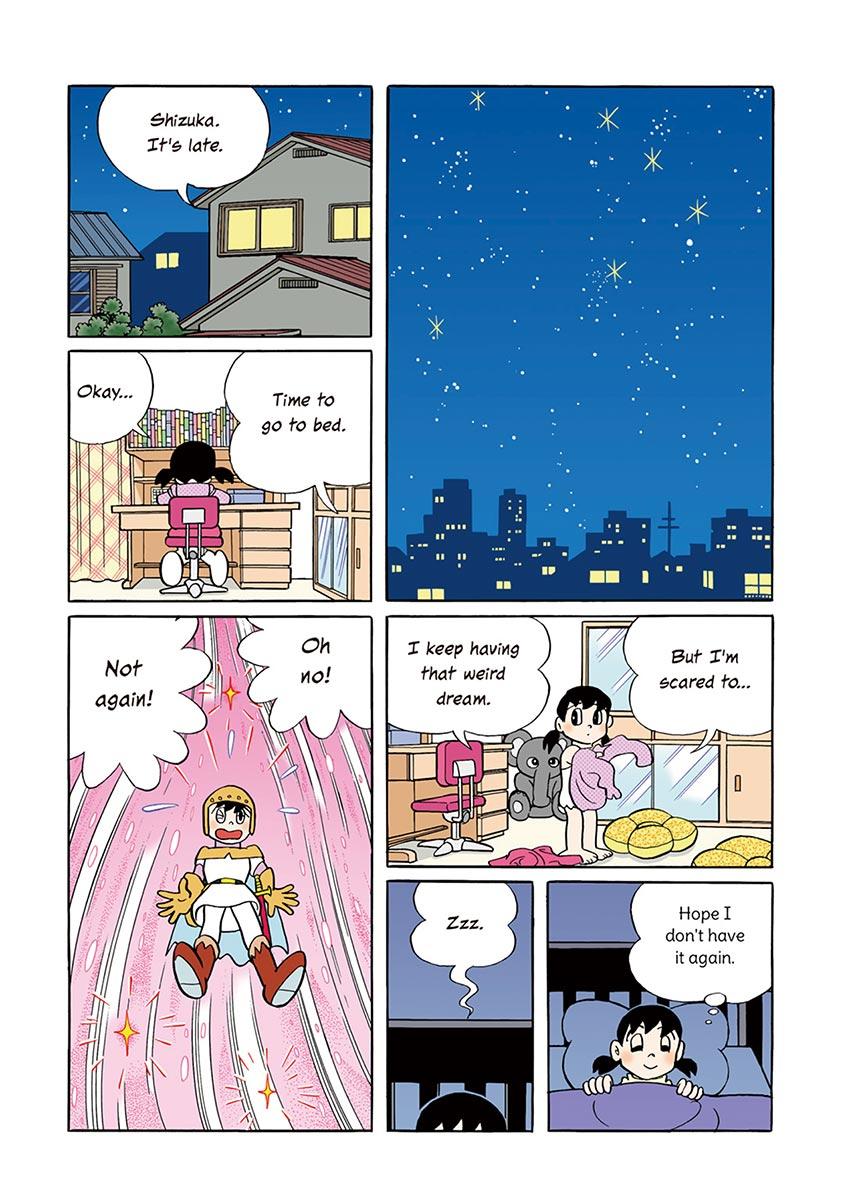 Shizuka.
It's late.
Time to
go to bed.
Okay...
But I'm
scared to...
I keep having
that weird
dream.
Hope I
don't have
it again.
Zzz.
Oh
no!
Not
again!